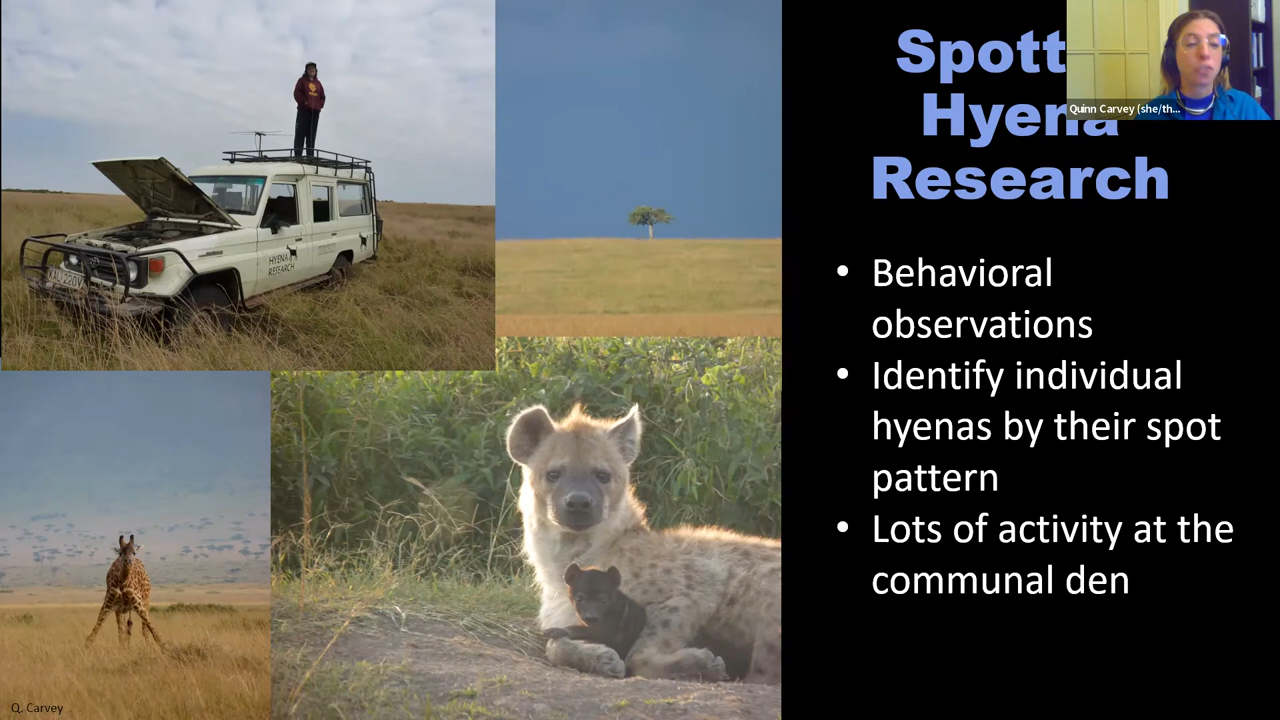 Spott
Hyena
Research
Quinn Carvey (she/th...
• Behavioral
observations
• Identify individual
hyenas by their spot
pattern
• Lots of activity at the
communal den
HYENA
RESEARCH
Q. Carvey